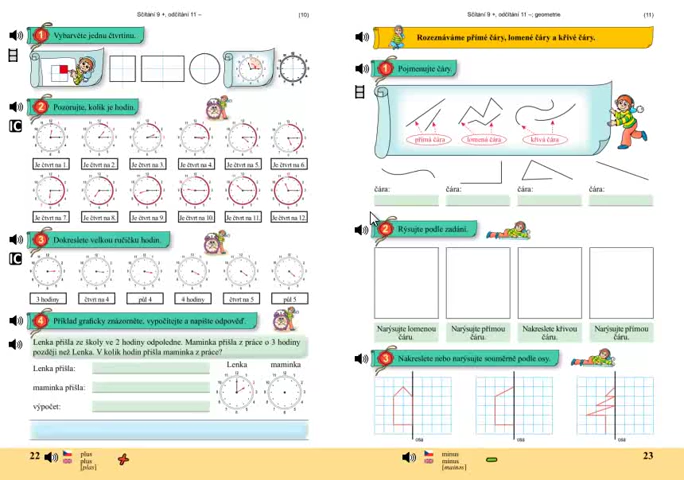 Sčítání 9 +, odčítání 11 –
(10)
1 Vybarvěte jednu čtvrtinu.
2 Pozorujte, kolik je hodin.
Je čtvrt na 1. Je čtvrt na 2. Je čtvrt na 3. Je čtvrt na 4. Je čtvrt na 5. Je čtvrt na 6.
Je čtvrt na 7. Je čtvrt na 8. Je čtvrt na 9. Je čtvrt na 10. Je čtvrt na 11. Je čtvrt na 12.
3 Dokreslete velkou ručičku hodin.
3 hodiny čtvrt na 4 půl 4 4 hodiny čtvrt na 5 půl 5
4 Příklad graficky znázorněte, vypočítejte a napište odpověď.
Lenka přišla ze školy ve 2 hodiny odpoledne. Maminka přišla z práce o 3 hodiny
později než Lenka. V kolik hodin přišla maminka z práce?
Lenka přišla:
maminka přišla:
výpočet:
Lenka maminka
22
plus
plus
[plas]
Sčítání 9 +, odčítání 11 –; geometrie
(11)
Rozeznáváme přímé čáry, lomené čáry a křivé čáry.
1 Pojmenujte čáry.
přímá čára lomená čára křivá čára
čára: čára: čára: čára:
2 Rýsujte podle zadání.
Narýsujte lomenou čáru. Narýsujte přímou čáru. Nakreslete křivou čáru. Narýsujte přímou čáru.
3 Nakreslete nebo narýsujte souměrně podle osy.
osa osa osa
minus
minus
23